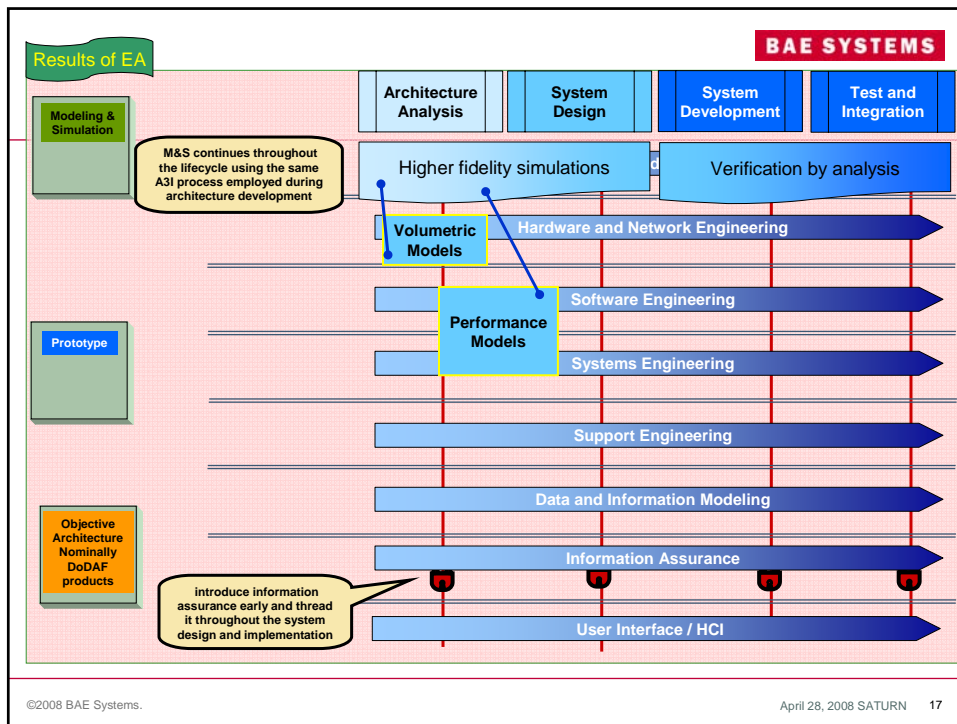 Results of EA
BAE SYSTEMS
Architecture
Analysis
System
Design
System
Development
Test and
Integration
Modeling &
Simulation
M&S continues throughout
the lifecycle using the same
A3I process employed during
architecture development
Higher fidelity simulations
Verification by analysis
Volumetric
Models
Hardware and Network Engineering
Software Engineering
Performance
Models
Prototype
Systems Engineering
Support Engineering
Data and Information Modeling
Objective
Architecture
Nominally
DoDAF
products
Information Assurance
introduce information
assurance early and thread
it throughout the system
design and implementation
User Interface / HCI
©2008 BAE Systems.
April 28, 2008 SATURN 17